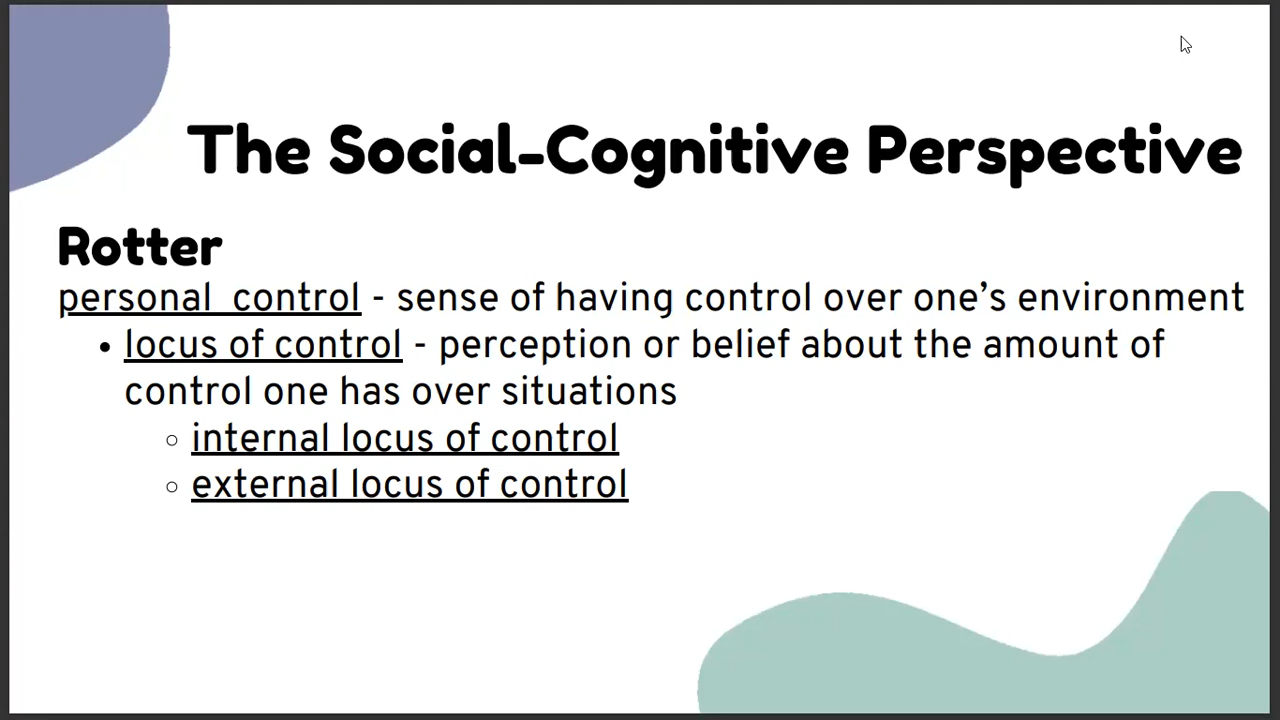 The Social-Cognitive Perspective
Rotter
personal control - sense of having control over one’s environment
• locus of control - perception or belief about the amount of
control one has over situations
◦ internal locus of control
◦ external locus of control